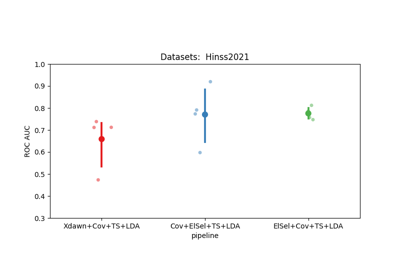 Datasets:  Hinss2021
1.0
0.9
0.8
0.7
0.6
0.5
0.4
0.3
ROC AUC
Xdawn+Cov+TS+LDA
Cov+ElSel+TS+LDA
ElSel+Cov+TS+LDA
pipeline